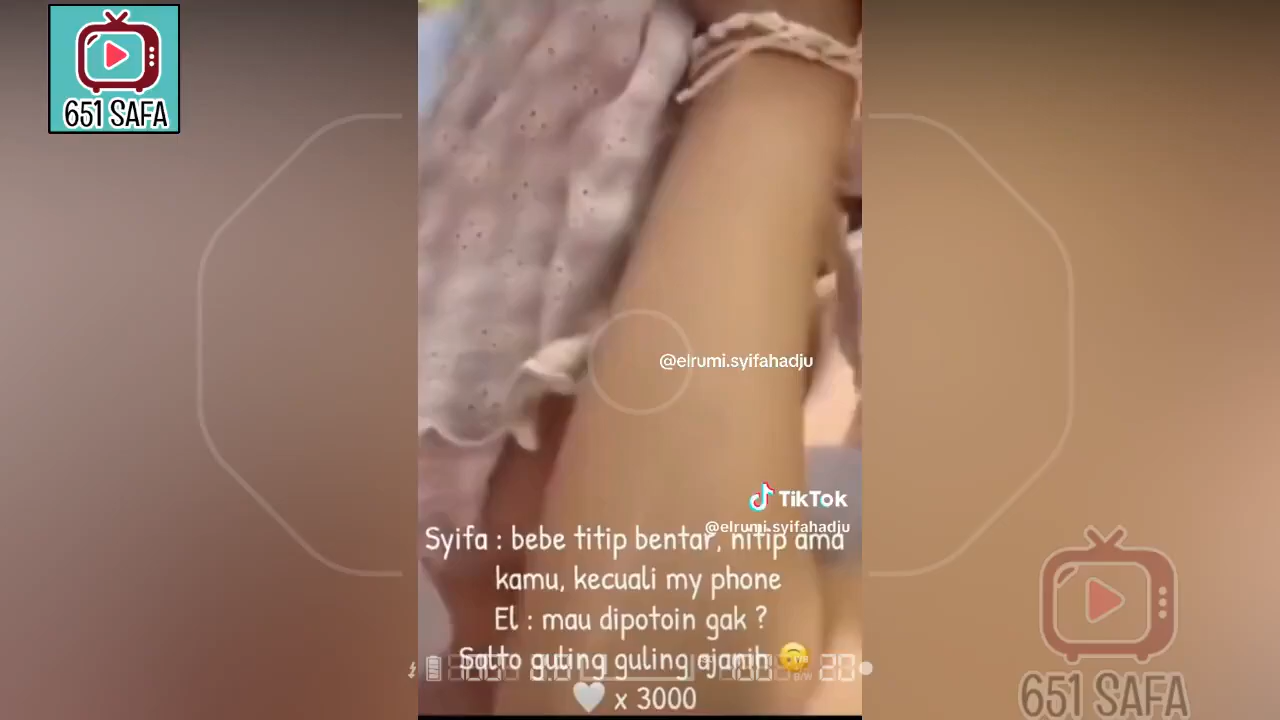 651 SAFA
@elrumi.syifahadju
TikTok
@elrumi.syifahadju
Syifa : bebe titip bentar, nitip ama
kamu, kecuali my phone
El : mau dipotoin gak ?
Salto guling guling gjanih 🙃
🤍 x 3000
651 SAFA